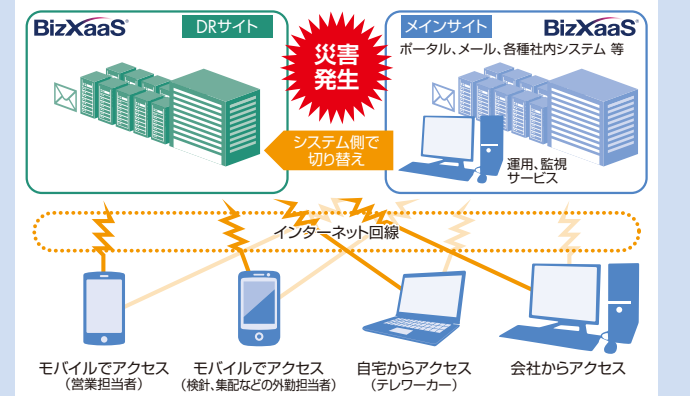 BizXaaS®
DRサイト
災害
発生
メインサイト
BizXaaS®
ポータル、メール、各種社内システム 等
システム側で
切り替え
運用、監視
サービス
インターネット回線
モバイルでアクセス
（営業担当者）
モバイルでアクセス
（検針、集配などの外勤担当者）
自宅からアクセス
（テレワーカー）
会社からアクセス